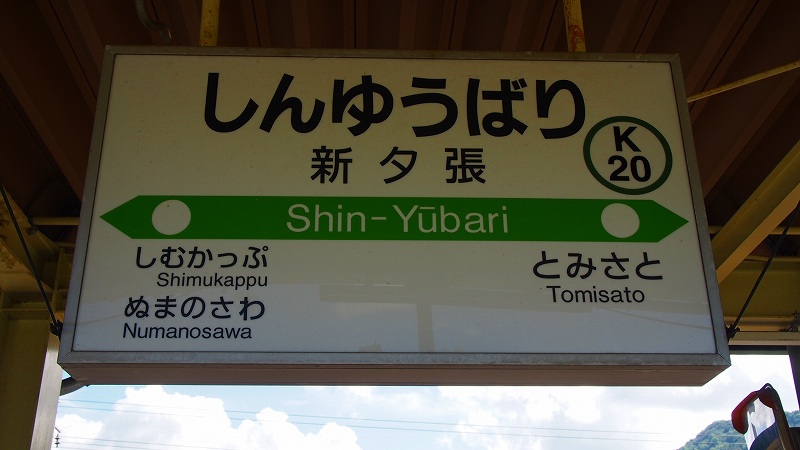 しんゆうばり
新夕張
K
20
Shin-Yūbari
しむかっぷ
Shimukappu
ぬまのさわ
Numanosawa
とみさと
Tomisato